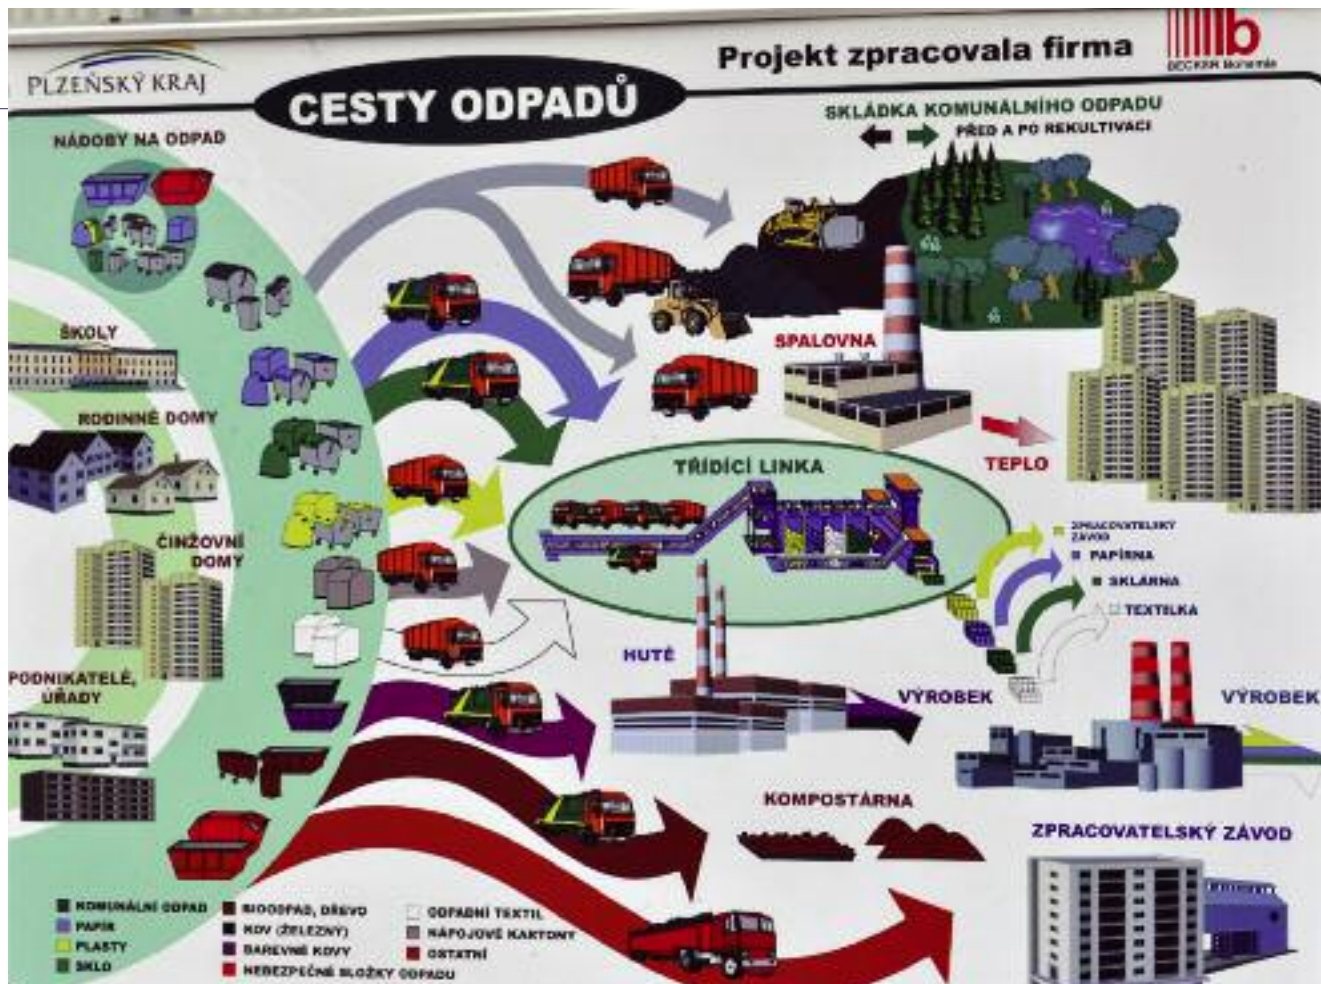 PLZEŇSKÝ KRAJ
CESTY ODPADŮ
Projekt zpracovala firma
b
BECKER Bohemia
SKLÁDKA KOMUNÁLNÍHO ODPADU
PŘED A PO REKULTIVACI
NÁDOBY NA ODPAD
ŠKOLY
RODINNÉ DOMY
ČINŽOVNÍ
DOMY
PODNIKATELÉ,
ÚŘADY
SPALOVNA
TEPLO
TŘÍDÍCÍ LINKA
ZPRACOVATELSKÝ
ZÁVOD
PAPÍRNA
SKLÁRNA
TEXTILKA
HUTĚ
VÝROBEK
VÝROBEK
KOMPOSTÁRNA
ZPRACOVATELSKÝ ZÁVOD
KOMUNÁLNÍ ODPAD
PAPÍR
PLASTY
SKLO
BIOODPAD, DŘEVO
KOV (ŽELEZNÝ)
BAREVNÉ KOVY
NEBEZPEČNÉ SLOŽKY ODPADU
ODPADNÍ TEXTIL
NÁPOJOVÉ KARTONY
OSTATNÍ